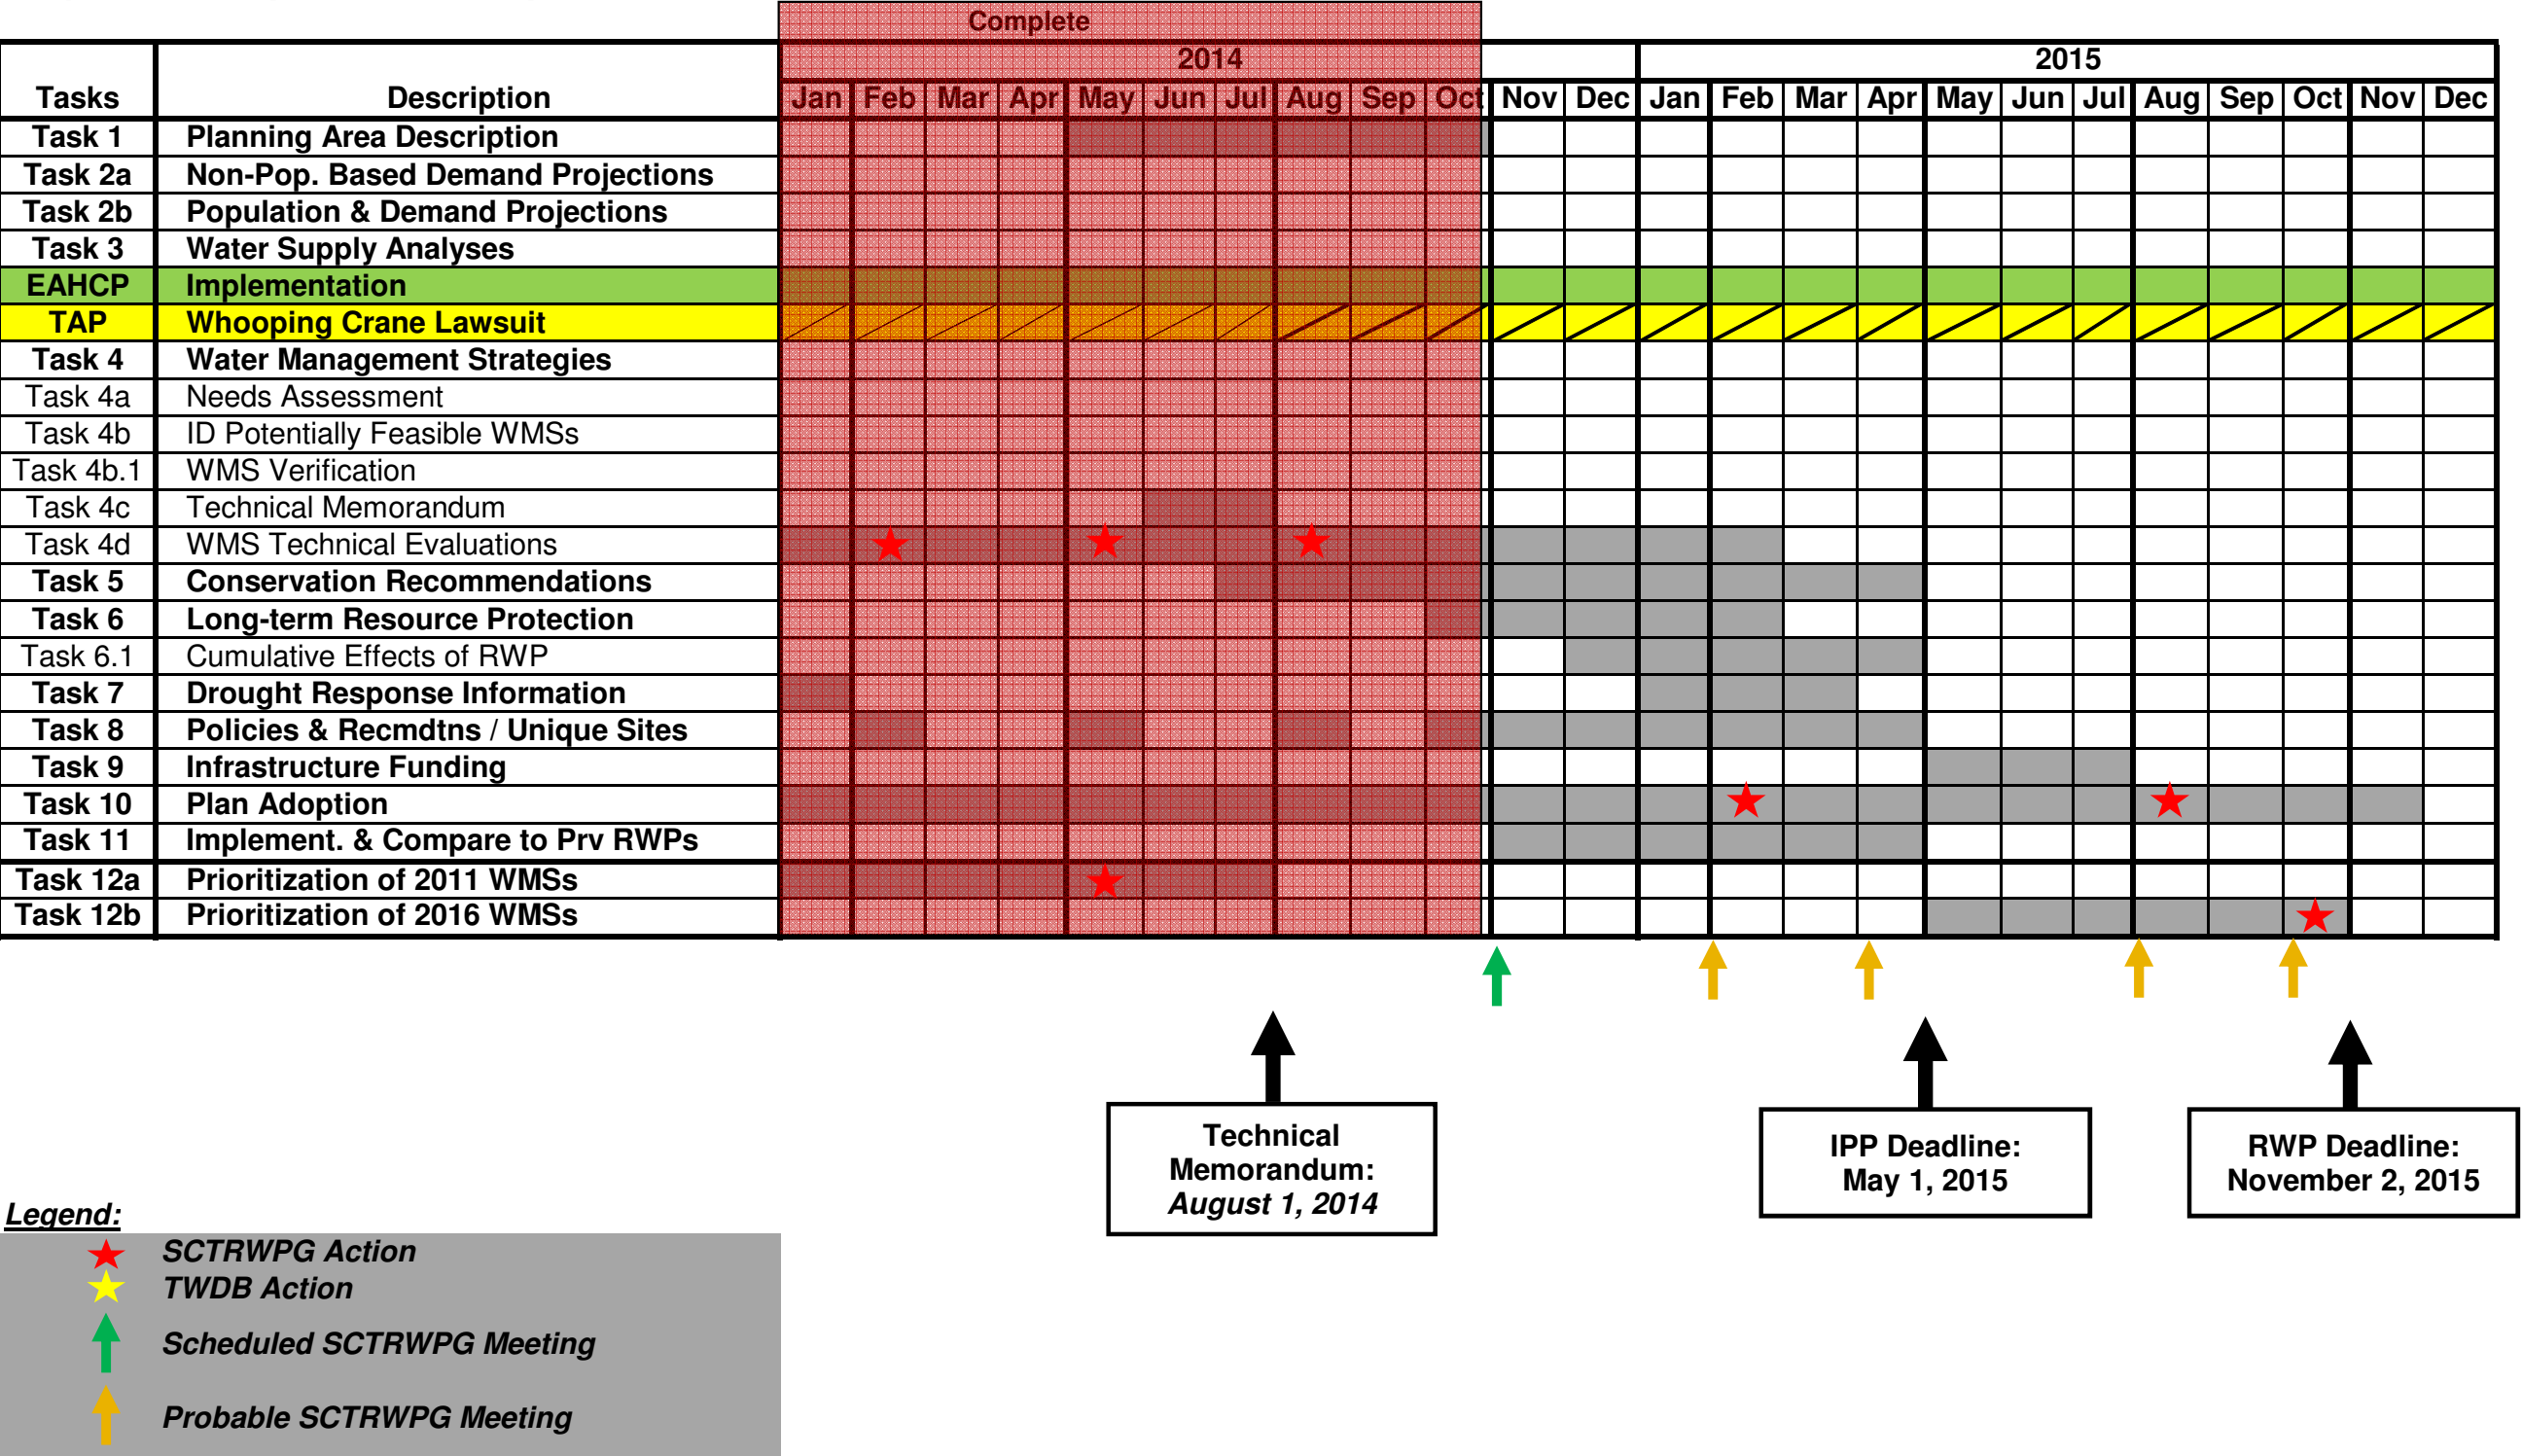 Complete
2014 2015
Tasks Description Jan Feb Mar Apr May Jun Jul Aug Sep Oct Nov Dec Jan Feb Mar Apr May Jun Jul Aug Sep Oct Nov Dec
Task 1 Planning Area Description
Task 2a Non-Pop. Based Demand Projections
Task 2b Population & Demand Projections
Task 3 Water Supply Analyses
EAHCP Implementation
TAP Whooping Crane Lawsuit
Task 4 Water Management Strategies
Task 4a Needs Assessment
Task 4b ID Potentially Feasible WMSs
Task 4b.1 WMS Verification
Task 4c Technical Memorandum
Task 4d WMS Technical Evaluations
Task 5 Conservation Recommendations
Task 6 Long-term Resource Protection
Task 6.1 Cumulative Effects of RWP
Task 7 Drought Response Information
Task 8 Policies & Recmdtns / Unique Sites
Task 9 Infrastructure Funding
Task 10 Plan Adoption
Task 11 Implement. & Compare to Prv RWPs
Task 12a Prioritization of 2011 WMSs
Task 12b Prioritization of 2016 WMSs
Technical
Memorandum:
August 1, 2014
IPP Deadline:
May 1, 2015
RWP Deadline:
November 2, 2015
Legend:
SCTRWPG Action
TWDB Action
Scheduled SCTRWPG Meeting
Probable SCTRWPG Meeting